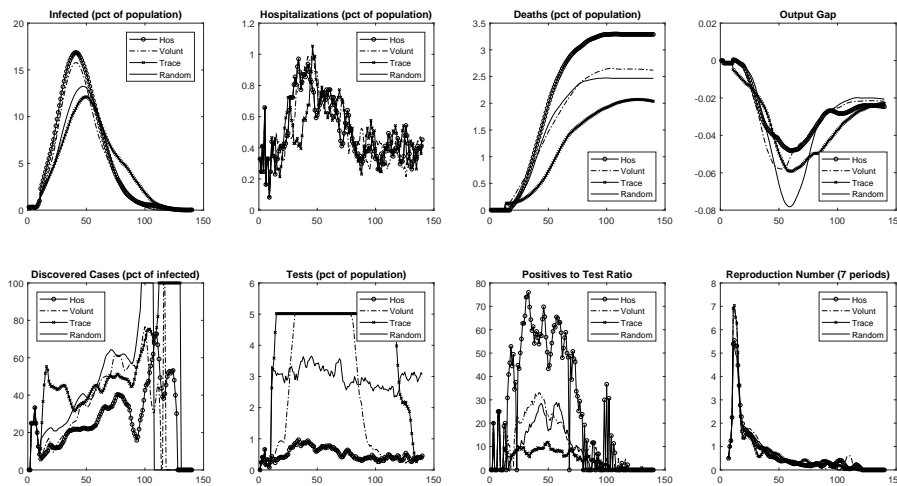 Infected (pct of population)
20
15
10
5
0
0 50 100 150
Hos
Volunt
Trace
Random
Hospitalizations (pct of population)
1.2
1
0.8
0.6
0.4
0.2
0
0 50 100 150
Hos
Volunt
Trace
Random
Deaths (pct of population)
3.5
3
2.5
2
1.5
1
0.5
0
0 50 100 150
Hos
Volunt
Trace
Random
Output Gap
0.02
0
-0.02
-0.04
-0.06
-0.08
0 50 100 150
Hos
Volunt
Trace
Random
Discovered Cases (pct of infected)
100
80
60
40
20
0
0 50 100 150
Hos
Volunt
Trace
Random
Tests (pct of population)
6
5
4
3
2
1
0
0 50 100 150
Hos
Volunt
Trace
Random
Positives to Test Ratio
80
70
60
50
40
30
20
10
0
0 50 100 150
Hos
Volunt
Trace
Random
Reproduction Number (7 periods)
8
7
6
5
4
3
2
1
0
0 50 100 150
Hos
Volunt
Trace
Random